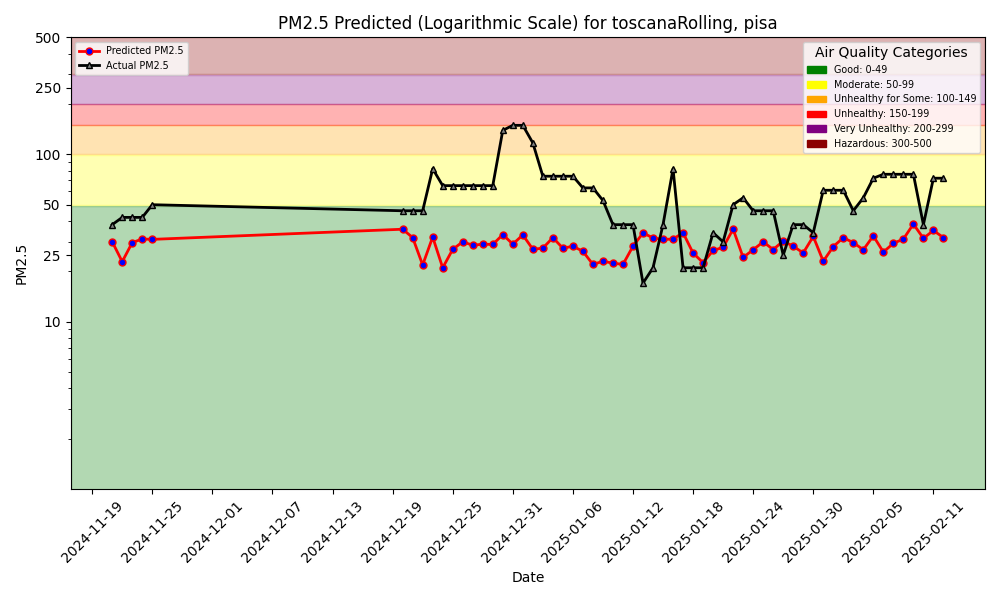 PM2.5 Predicted (Logarithmic Scale) for toscanaRolling, pisa
Predicted PM2.5
Actual PM2.5
Air Quality Categories
Good: 0-49
Moderate: 50-99
Unhealthy for Some: 100-149
Unhealthy: 150-199
Very Unhealthy: 200-299
Hazardous: 300-500
PM2.5
500
250
100
50
25
10
2024-11-19
2024-11-25
2024-12-01
2024-12-07
2024-12-13
2024-12-19
2024-12-25
2024-12-31
2025-01-06
2025-01-12
2025-01-18
2025-01-24
2025-01-30
2025-02-05
2025-02-11
Date